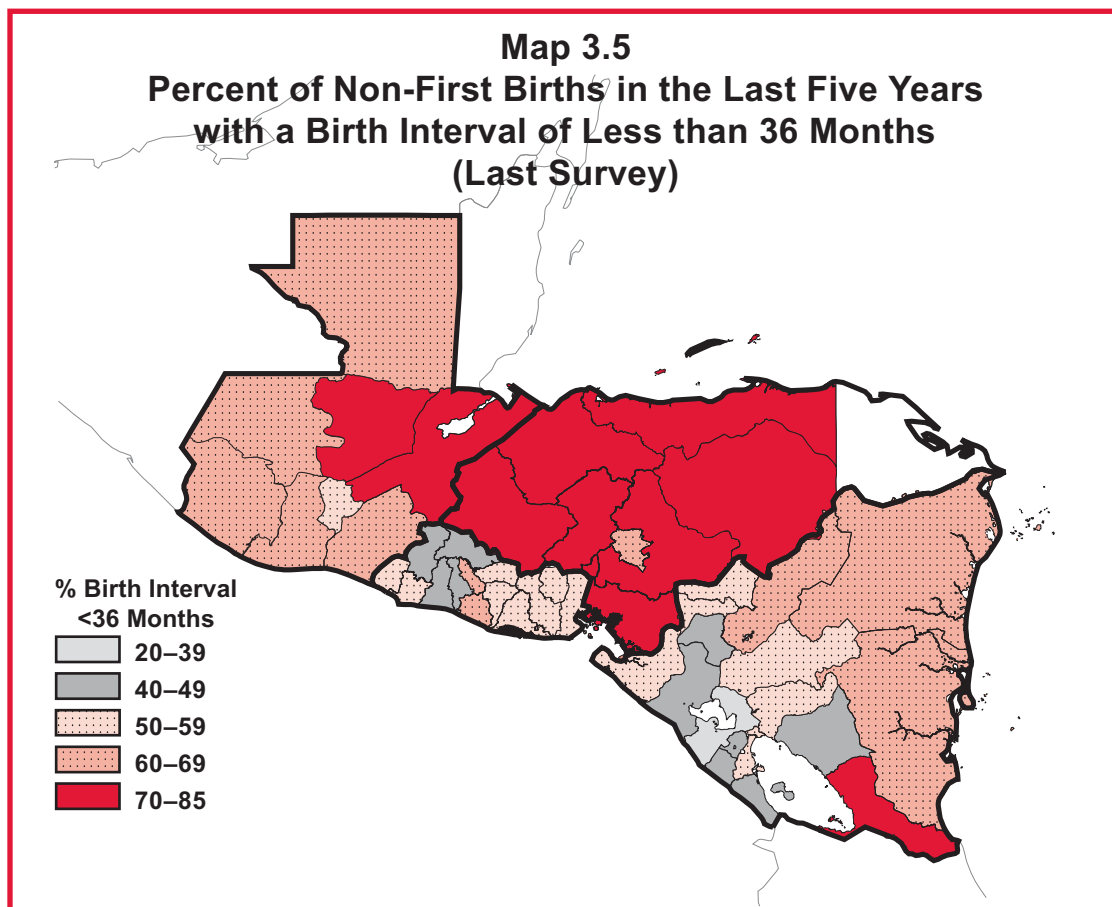 Map 3.5
Percent of Non-First Births in the Last Five Years
with a Birth Interval of Less than 36 Months
(Last Survey)
% Birth Interval
<36 Months
20–39
40–49
50–59
60–69
70–85